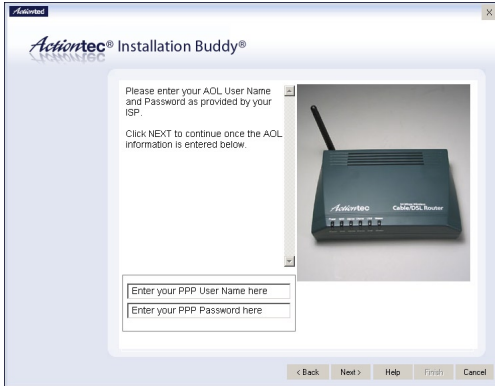 Actiontec
Actiontec® Installation Buddy®
Please enter your AOL User Name
and Password as provided by your
ISP.
Click NEXT to continue once the AOL
information is entered below.
Actiontec
Cable/DSL Router
Enter your PPP User Name here
Enter your PPP Password here
< Back
Next >
Help
Finish
Cancel